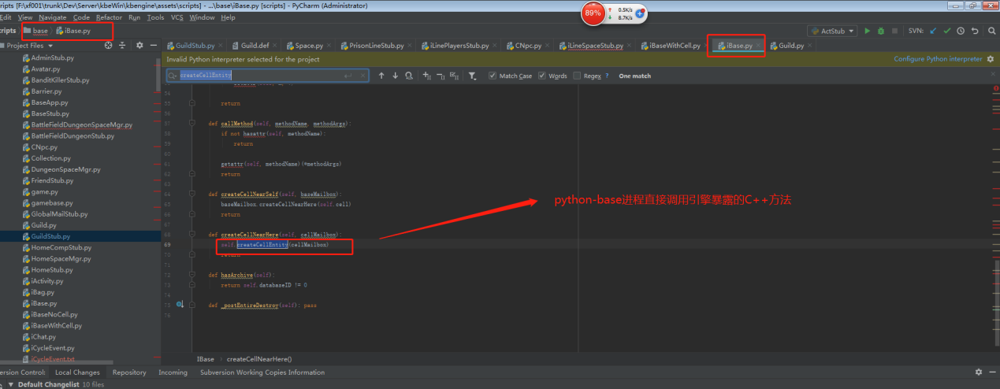 ripts [F:\xf001\trunk\Dev\Server\kbeWin\kbengine\assets\scripts] - ...\base\iBase.py [scripts] - PyCharm (Administrator)
Edit View Navigate Code Refactor Run Tools VCS Window Help
89% 0.5K/s
8.7K/s
cripts base iBase.py ActStub SVN:
Project Files GuildStub.py Guild.def Space.py PrisonLineStub.py iLinePlayersStub.py CNpc.py iLineSpaceStub.py iBaseWithCell.py iBase.py Guild.py
Invalid Python interpreter selected for the project Configure Python interpreter
createCellEntity Match Case Words Regex ? One match
AdminStub.py
Avatar.py
BanditKillerStub.py
Barrier.py
BaseApp.py
BaseStub.py
BattleFieldDungeonSpaceMgr.py
BattleFieldDungeonStub.py
CNpc.py
Collection.py
DungeonSpaceMgr.py
FriendStub.py
game.py
gamebase.py
GlobalMailStub.py
Guild.py
GuildStub.py
HomeCompStub.py
HomeSpaceMgr.py
HomeStub.py
iActivity.py
iBag.py
iBase.py
iBaseNoCell.py
iBaseWithCell.py
iChat.py
iCycleEvent.py
iCycleEvent.txt
54
55 return
56
57 def callMethod(self, methodName, methodArgs):
58 if not hasattr(self, methodName):
59 return
60
61 getattr(self, methodName)(*methodArgs)
62 return
63
64 def createCellNearSelf(self, baseMailbox):
65 baseMailbox.createCellNearHere(self.cell)
66 return
67
68 def createCellNearHere(self, cellMailbox):
69 self.createCellEntity(cellMailbox)
70 return
71
72 def hasArchive(self):
73 return self.databaseID != 0
74
75 def _postEntireDestroy(self): pass
76
python-base进程直接调用引擎暴露的C++方法
IBase createCellNearHere()
ersion Control: Local Changes Repository Incoming Subversion Working Copies Information
Default Changelist 10 files